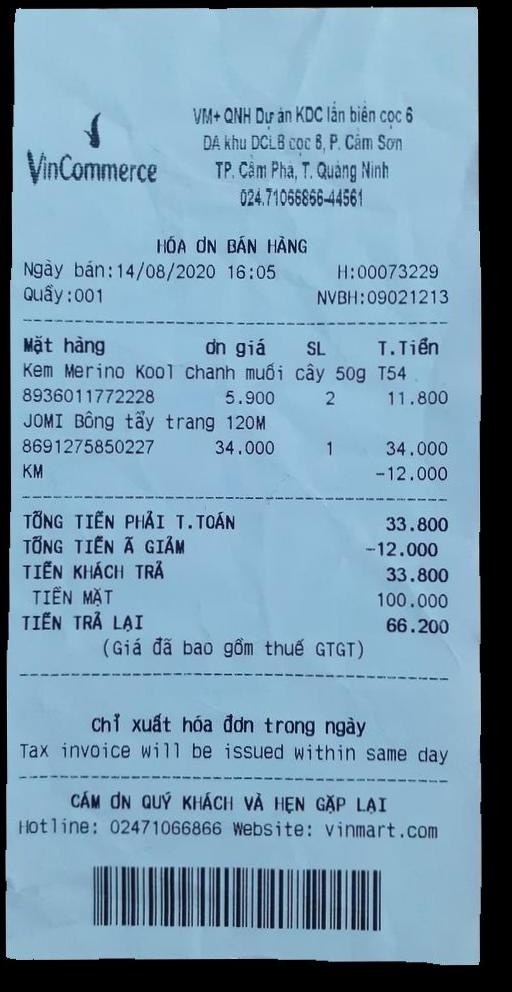 VinCommerce
VM+ QNH Dự án KDC lấn biên cọc 6
DA khu DCLB cọc 6, P. Cẩm Sơn
TP. Cẩm Phả, T. Quảng Ninh
024.71066866-44561
HÓA ƠN BÁN HÀNG
Ngày bán:14/08/2020 16:05 H:00073229
Quầy:001 NVBH:09021213
Mặt hàng ơn giá SL T.Tiền
Kem Merino Kool chanh muối cây 50g T54
8936011772228 5.900 2 11.800
JOMI Bông tẩy trang 120M
8691275850227 34.000 1 34.000
KM -12.000
TỔNG TIỀN PHẢI T.TOÁN 33.800
TỔNG TIỀN Ã GIẢM -12.000
TIỀN KHÁCH TRẢ 33.800
TIỀN MẶT 100.000
TIỀN TRẢ LẠI 66.200
(Giá đã bao gồm thuế GTGT)
Chỉ xuất hóa đơn trong ngày
Tax invoice will be issued within same day
CẢM ƠN QUÝ KHÁCH VÀ HẸN GẶP LẠI
Hotline: 02471066866 Website: vinmart.com